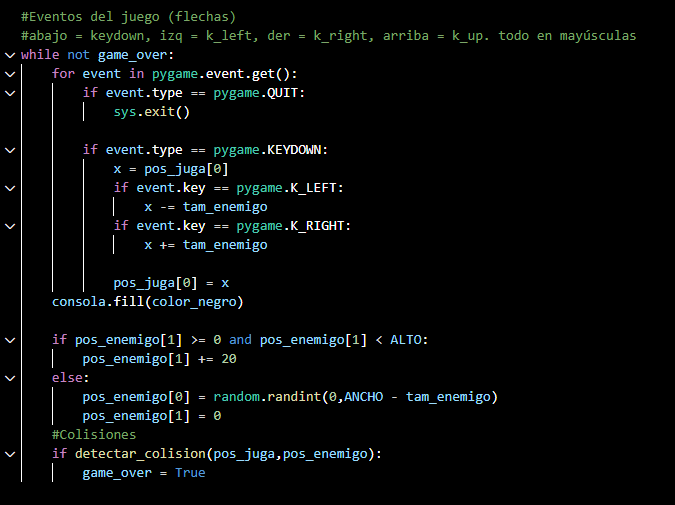 #Eventos del juego (flechas)
#abajo = keydown, izq = k_left, der = k_right, arriba = k_up. todo en mayúsculas
while not game_over:
    for event in pygame.event.get():
        if event.type == pygame.QUIT:
            sys.exit()
        if event.type == pygame.KEYDOWN:
            x = pos_juga[0]
            if event.key == pygame.K_LEFT:
                x -= tam_enemigo
            if event.key == pygame.K_RIGHT:
                x += tam_enemigo
            pos_juga[0] = x
    consola.fill(color_negro)
    if pos_enemigo[1] >= 0 and pos_enemigo[1] < ALTO:
        pos_enemigo[1] += 20
    else:
        pos_enemigo[0] = random.randint(0,ANCHO - tam_enemigo)
        pos_enemigo[1] = 0
    #Colisiones
    if detectar_colision(pos_juga,pos_enemigo):
        game_over = True